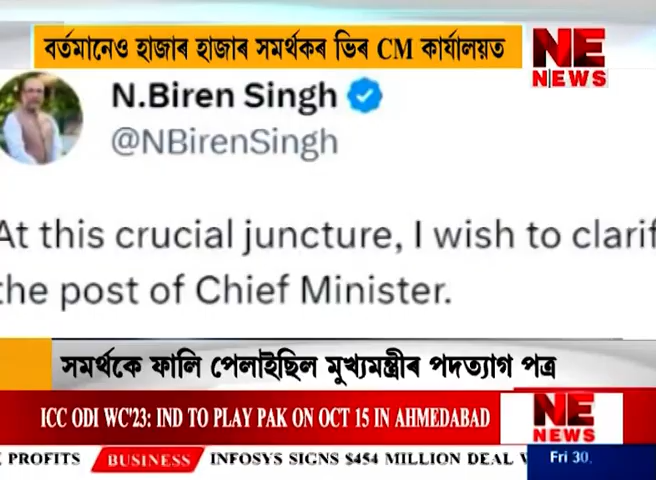 বৰ্তমানেও হাজাৰ হাজাৰ সমৰ্থকৰ ভিৰ CM কাৰ্যালয়ত
NE
NEWS
N.Biren Singh
@NBirenSingh
At this crucial juncture, I wish to clarif
the post of Chief Minister.
সমৰ্থকে ফালি পেলাইছিল মুখ্যমন্ত্ৰীৰ পদত্যাগ পত্ৰ
ICC ODI WC'23: IND TO PLAY PAK ON OCT 15 IN AHMEDABAD
NE
NEWS
PROFITS BUSINESS INFOSYS SIGNS $454 MILLION DEAL Fri 30.